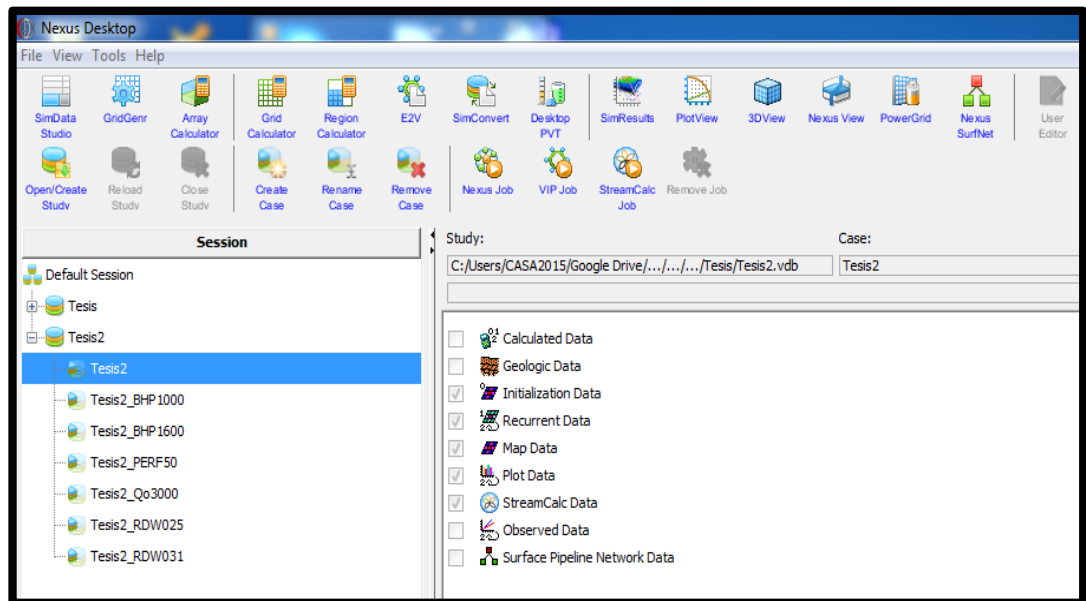 Nexus Desktop
File View Tools Help
SimData Studio GridGenr Array Calculator Grid Calculator Region Calculator E2V SimConvert Desktop PVT SimResults PlotView 3DView Nexus View PowerGrid Nexus SurfNet User Editor
Open/Create Study Reload Study Close Study Create Case Rename Case Remove Case Nexus Job VIP Job StreamCalc Job Remove Job
Session
Default Session
Tesis
Tesis2
Tesis2
Tesis2_BHP1000
Tesis2_BHP1600
Tesis2_PERF50
Tesis2_Qo3000
Tesis2_RDW025
Tesis2_RDW031
Study: Case:
C:/Users/CASA2015/Google Drive/.../.../.../Tesis/Tesis2.vdb Tesis2
Calculated Data
Geologic Data
Initialization Data
Recurrent Data
Map Data
Plot Data
StreamCalc Data
Observed Data
Surface Pipeline Network Data